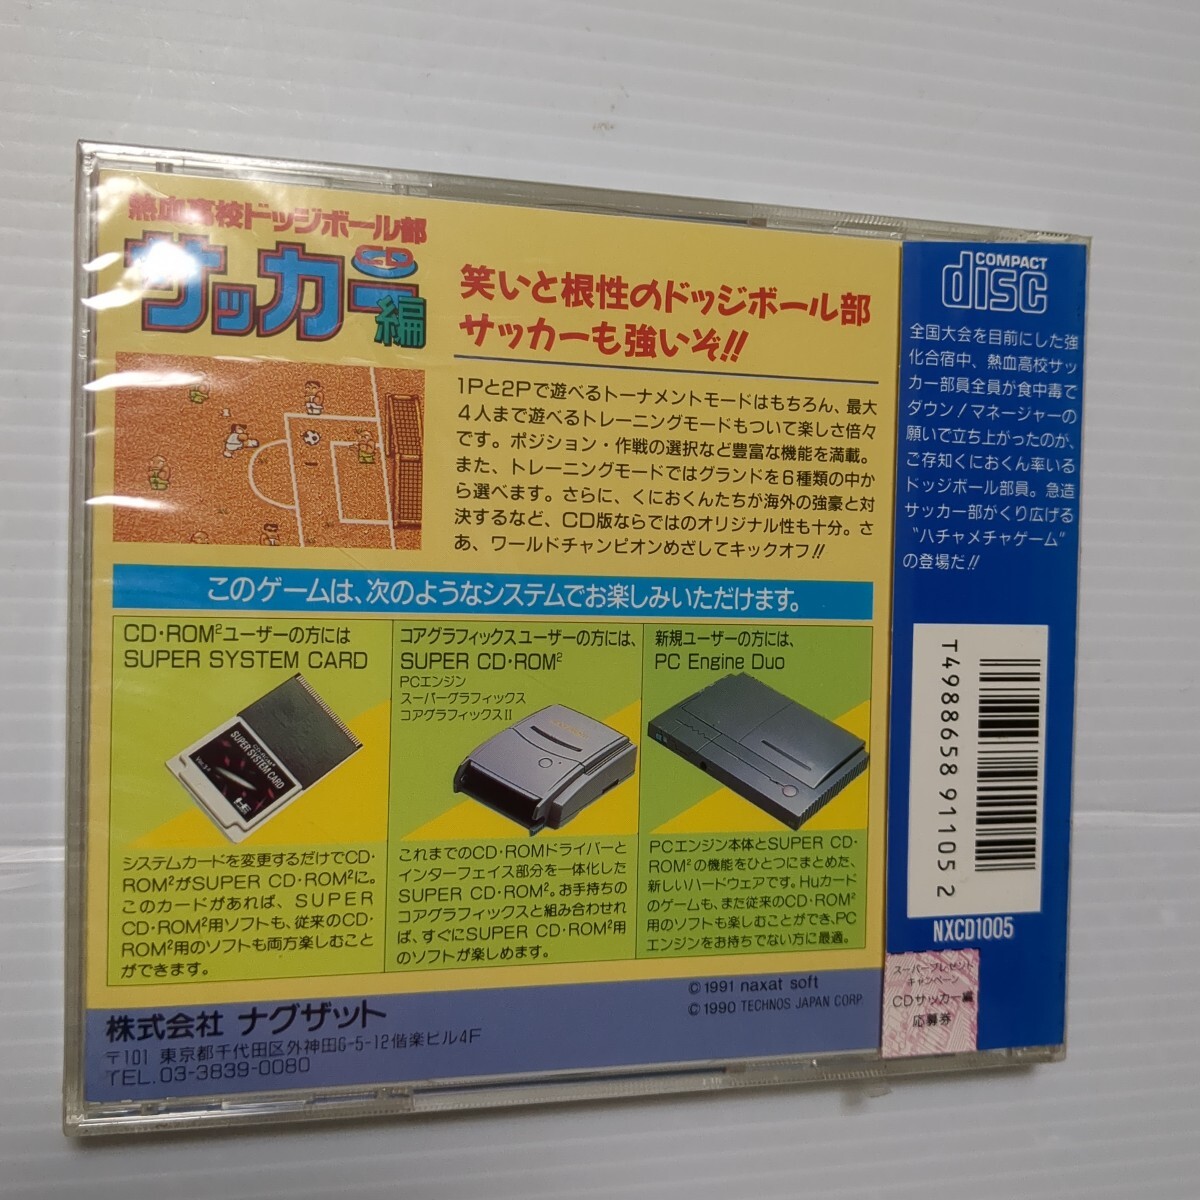 熱血高校ドッジボール部
CD
サッカー編
笑いと根性のドッジボール部
サッカーも強いぞ!!
1Pと2Pで遊べるトーナメントモードはもちろん、最大
4人まで遊べるトレーニングモードもついて楽しさ倍々
です。ポジション・作戦の選択など豊富な機能を満載。
また、トレーニングモードではグランドを6種類の中か
ら選べます。さらに、くにおくんたちが海外の強豪と対
決するなど、CD版ならではのオリジナル性も十分。さ
あ、ワールドチャンピオンめざしてキックオフ!!
このゲームは、次のようなシステムでお楽しみいただけます。
CD・ROM²ユーザーの方には
SUPER SYSTEM CARD
CD-ROM²
SUPER SYSTEM CARD
システムカードを変更するだけでCD・
ROM²がSUPER CD・ROM²に。
このカードがあれば、SUPER
CD・ROM²用ソフトも、従来のCD・
ROM²用のソフトも両方楽しむこと
ができます。
コアグラフィックスユーザーの方には、
SUPER CD・ROM²
PCエンジン
スーパーグラフィックス
コアグラフィックスII
これまでのCD・ROMドライバーと
インターフェイス部分を一体化した
SUPER CD・ROM²。お手持ちの
コアグラフィックスと組み合わせれ
ば、すぐにSUPER CD・ROM²用
のソフトが楽しめます。
新規ユーザーの方には、
PC Engine Duo
PCエンジン本体とSUPER CD・
ROM²の機能をひとつにまとめた、
新しいハードウェアです。Huカード
のゲームも、また従来のCD・ROM²
用のソフトも楽しむことができ、PC
エンジンをお持ちでない方に最適。
株式会社 ナグザット
〒101 東京都千代田区外神田6-5-12偕楽ビル4F
TEL.03-3839-0080
©1991 naxat soft
©1990 TECHNOS JAPAN CORP.
COMPACT
disc
全国大会を目前にした強
化合宿中、熱血高校サッ
カー部員全員が食中毒で
ダウン!マネージャーの
願いで立ち上がったのが、
ご存知くにおくん率いる
ドッジボール部員。急造
サッカー部がくり広げる
“ハチャメチャゲーム”
の登場だ!!
T4988658911052
NXCD1005
スーパープレゼント
キャンペーン
CDサッカー編
応募券